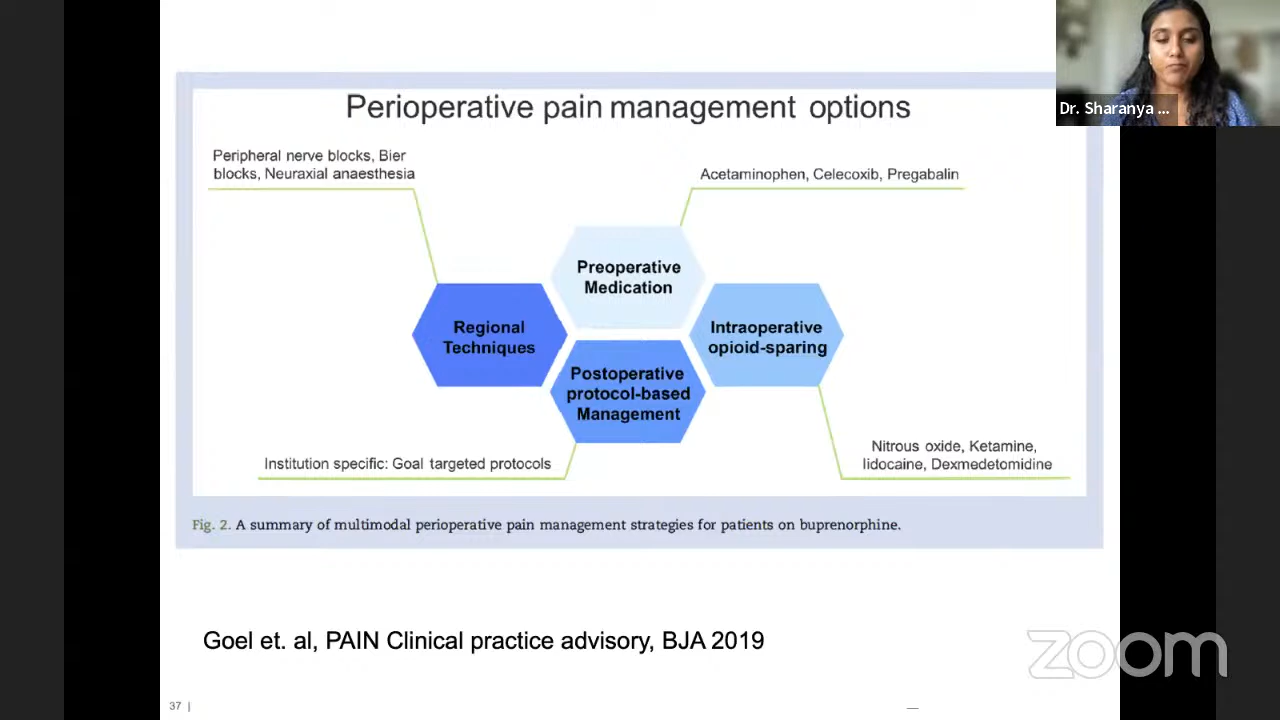 Perioperative pain management options
Peripheral nerve blocks, Bier
blocks, Neuraxial anaesthesia
Acetaminophen, Celecoxib, Pregabalin
Preoperative
Medication
Regional
Techniques
Intraoperative
opioid-sparing
Postoperative
protocol-based
Management
Institution specific: Goal targeted protocols
Nitrous oxide, Ketamine,
lidocaine, Dexmedetomidine
Fig. 2. A summary of multimodal perioperative pain management strategies for patients on buprenorphine.
Goel et. al, PAIN Clinical practice advisory, BJA 2019
37 |
Dr. Sharanya ...
zoom